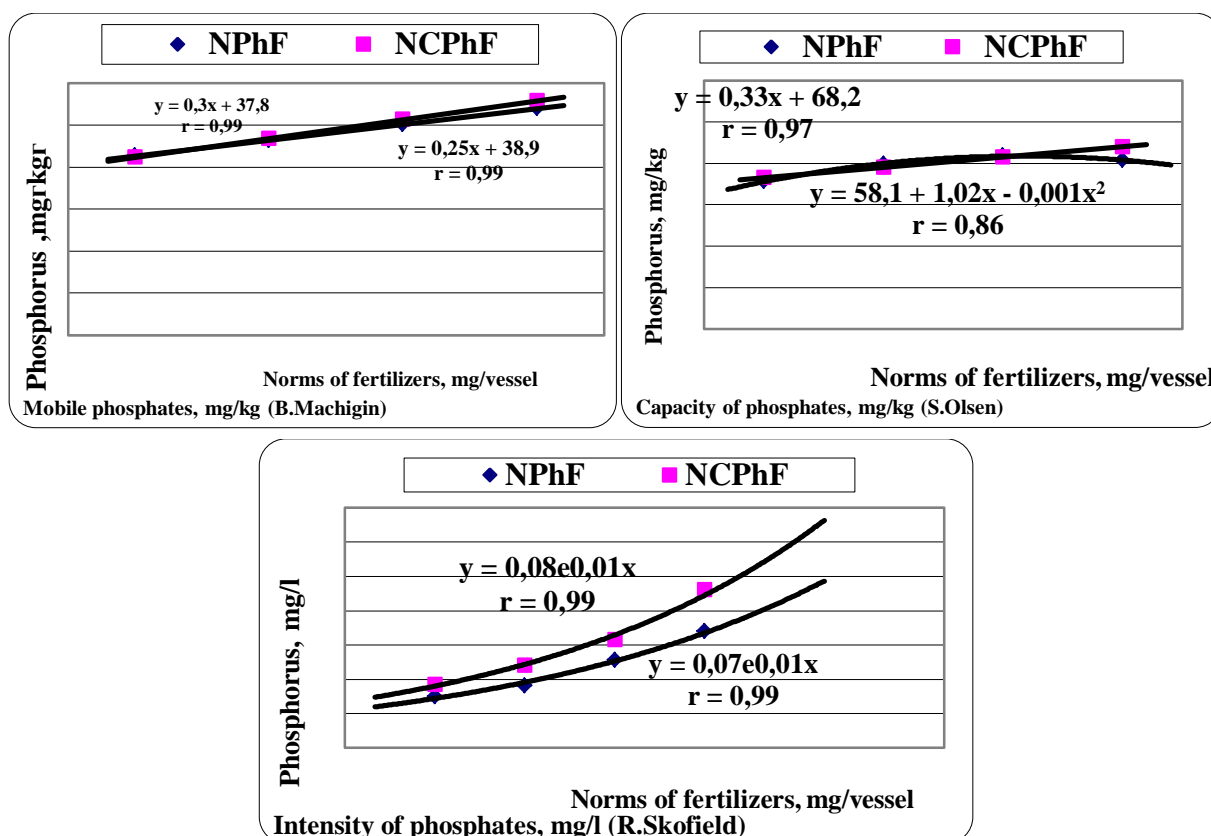 NPhF NCPhF
y = 0,3x + 37,8
r = 0,99
y = 0,25x + 38,9
r = 0,99
Phosphorus ,mgгkgг
Norms of fertilizers, mg/vessel
Mobile phosphates, mg/kg (B.Machigin)
NPhF NCPhF
y = 0,33x + 68,2
r = 0,97
y = 58,1 + 1,02x - 0,001x²
r = 0,86
Phosphorus, mg/kg
Norms of fertilizers, mg/vessel
Capacity of phosphates, mg/kg (S.Olsen)
NPhF NCPhF
y = 0,08e0,01x
r = 0,99
y = 0,07e0,01x
r = 0,99
Phosphorus, mg/l
Norms of fertilizers, mg/vessel
Intensity of phosphates, mg/l (R.Skofield)